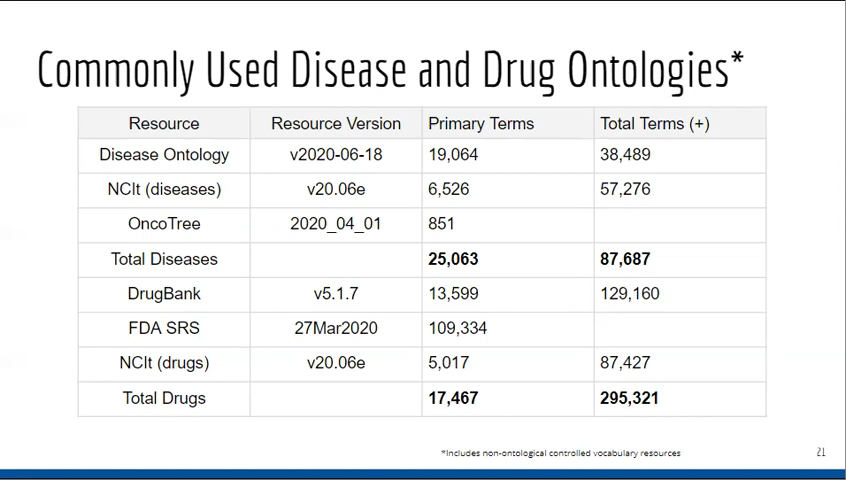 Commonly Used Disease and Drug Ontologies*
Resource Resource Version Primary Terms Total Terms (+)
Disease Ontology v2020-06-18 19,064 38,489
NCIt (diseases) v20.06e 6,526 57,276
OncoTree 2020_04_01 851
Total Diseases 25,063 87,687
DrugBank v5.1.7 13,599 129,160
FDA SRS 27Mar2020 109,334
NCIt (drugs) v20.06e 5,017 87,427
Total Drugs 17,467 295,321
*Includes non-ontological controlled vocabulary resources
21